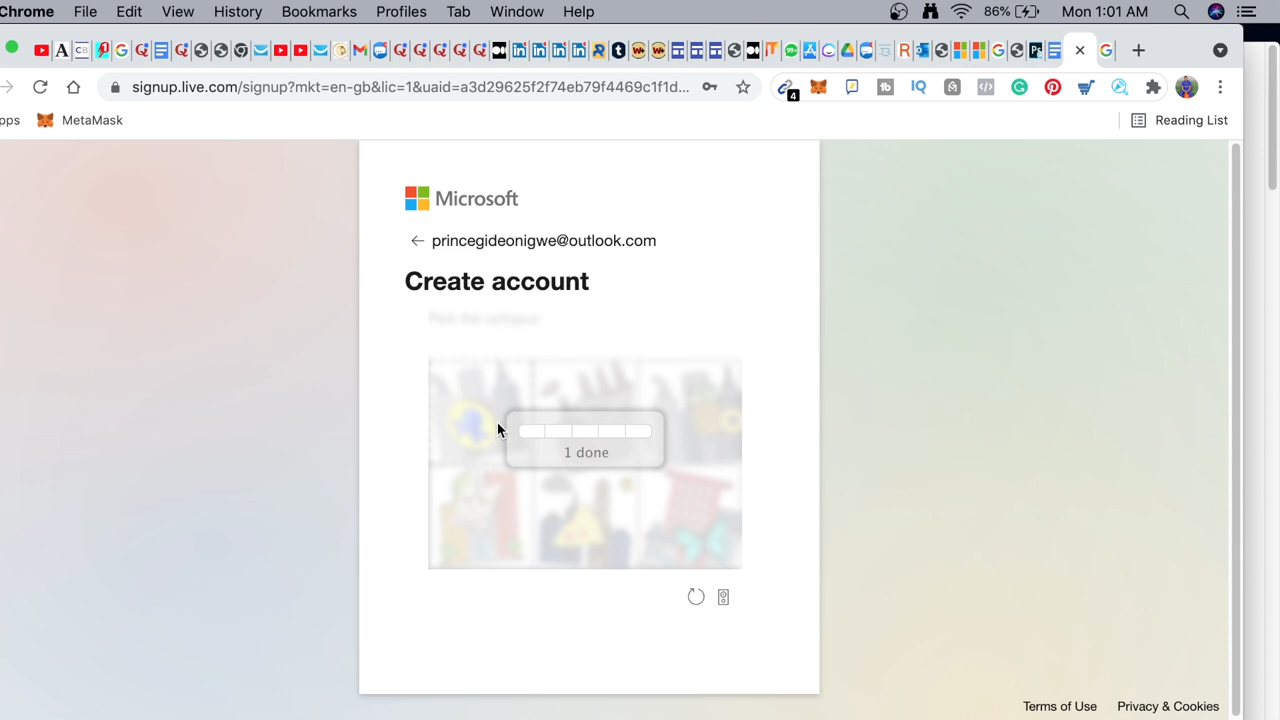 Chrome File Edit View History Bookmarks Profiles Tab Window Help 86% Mon 1:01 AM
signup.live.com/signup?mkt=en-gb&lic=1&uaid=a3d29625f2f74eb79f4469c1f1d...
4
pps MetaMask Reading List
Microsoft
princegideonigwe@outlook.com
Create account
1 done
Terms of Use Privacy & Cookies